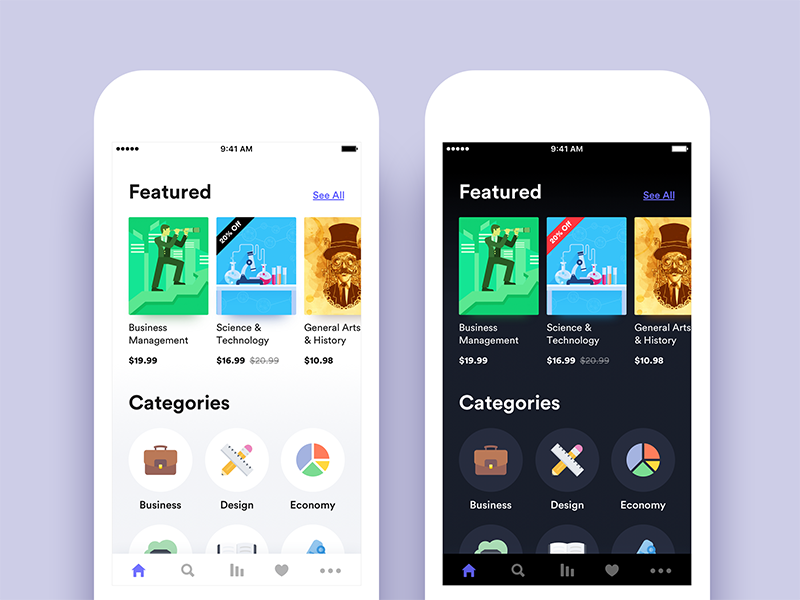 9:41 AM
Featured
See All
20% Off
Business
Management
$19.99
Science &
Technology
$16.99 $20.99
General Arts
& History
$10.98
Categories
Business
Design
Economy
9:41 AM
Featured
See All
20% Off
Business
Management
$19.99
Science &
Technology
$16.99 $20.99
General Arts
& History
$10.98
Categories
Business
Design
Economy